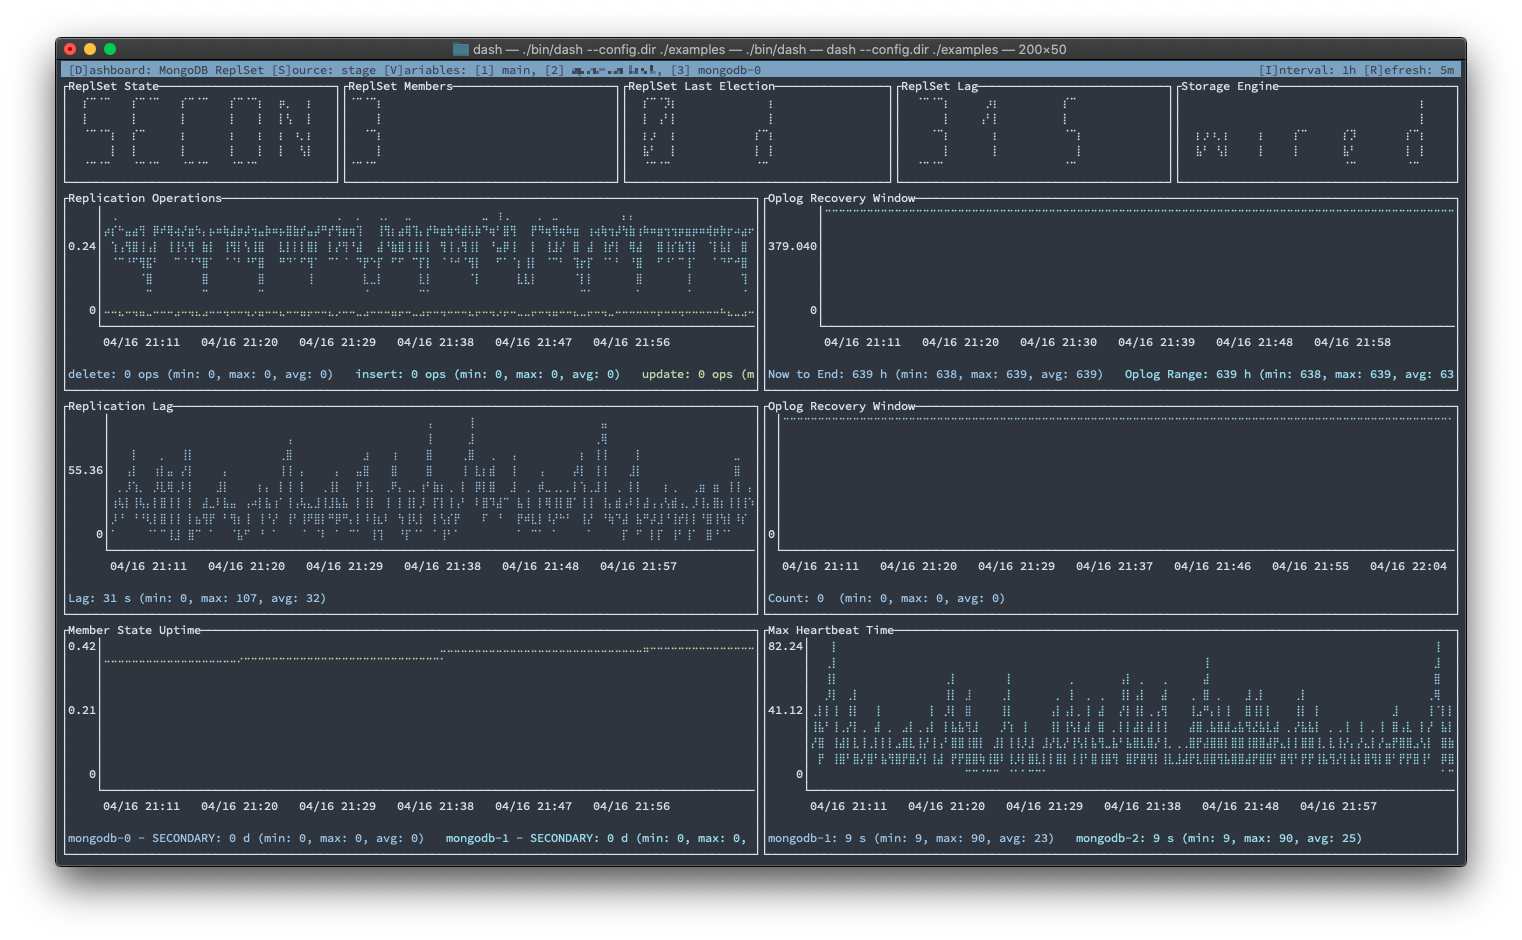 dash — ./bin/dash --config.dir ./examples — ./bin/dash — dash --config.dir ./examples — 200×50
[D]ashboard: MongoDB ReplSet [S]ource: stage [V]ariables: [1] main, [2] , [3] mongodb-0 [I]nterval: 1h [R]efresh: 5m
ReplSet State ReplSet Members ReplSet Last Election ReplSet Lag Storage Engine
SECON 3 0 d 31 s wired
Replication Operations Oplog Recovery Window
0.24 379.040
0 0
04/16 21:11 04/16 21:20 04/16 21:29 04/16 21:38 04/16 21:47 04/16 21:56 04/16 21:11 04/16 21:20 04/16 21:30 04/16 21:39 04/16 21:48 04/16 21:58
delete: 0 ops (min: 0, max: 0, avg: 0) insert: 0 ops (min: 0, max: 0, avg: 0) update: 0 ops (m Now to End: 639 h (min: 638, max: 639, avg: 639) Oplog Range: 639 h (min: 638, max: 639, avg: 63
Replication Lag Oplog Recovery Window
55.36
0 0
04/16 21:11 04/16 21:20 04/16 21:29 04/16 21:38 04/16 21:48 04/16 21:57 04/16 21:11 04/16 21:20 04/16 21:29 04/16 21:37 04/16 21:46 04/16 21:55 04/16 22:04
Lag: 31 s (min: 0, max: 107, avg: 32) Count: 0 (min: 0, max: 0, avg: 0)
Member State Uptime Max Heartbeat Time
0.42 82.24
0.21 41.12
0 0
04/16 21:11 04/16 21:20 04/16 21:29 04/16 21:38 04/16 21:47 04/16 21:56 04/16 21:11 04/16 21:20 04/16 21:29 04/16 21:38 04/16 21:48 04/16 21:57
mongodb-0 - SECONDARY: 0 d (min: 0, max: 0, avg: 0) mongodb-1 - SECONDARY: 0 d (min: 0, max: 0, mongodb-1: 9 s (min: 9, max: 90, avg: 23) mongodb-2: 9 s (min: 9, max: 90, avg: 25)